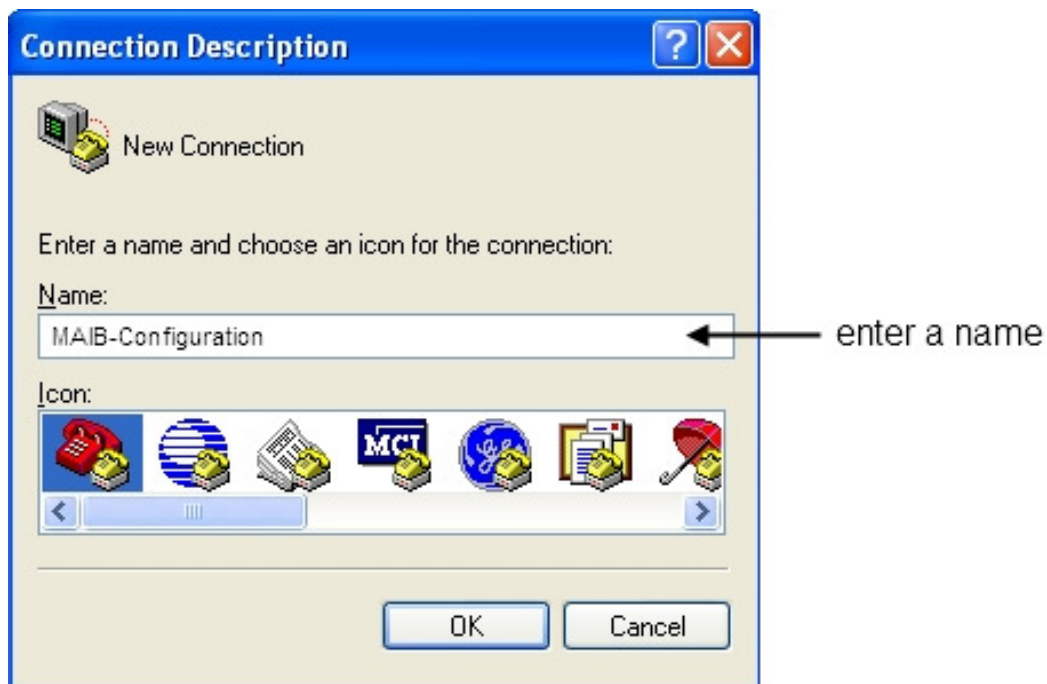 Connection Description
New Connection
Enter a name and choose an icon for the connection:
Name:
MAIB-Configuration
enter a name
Icon:
MCI
OK
Cancel